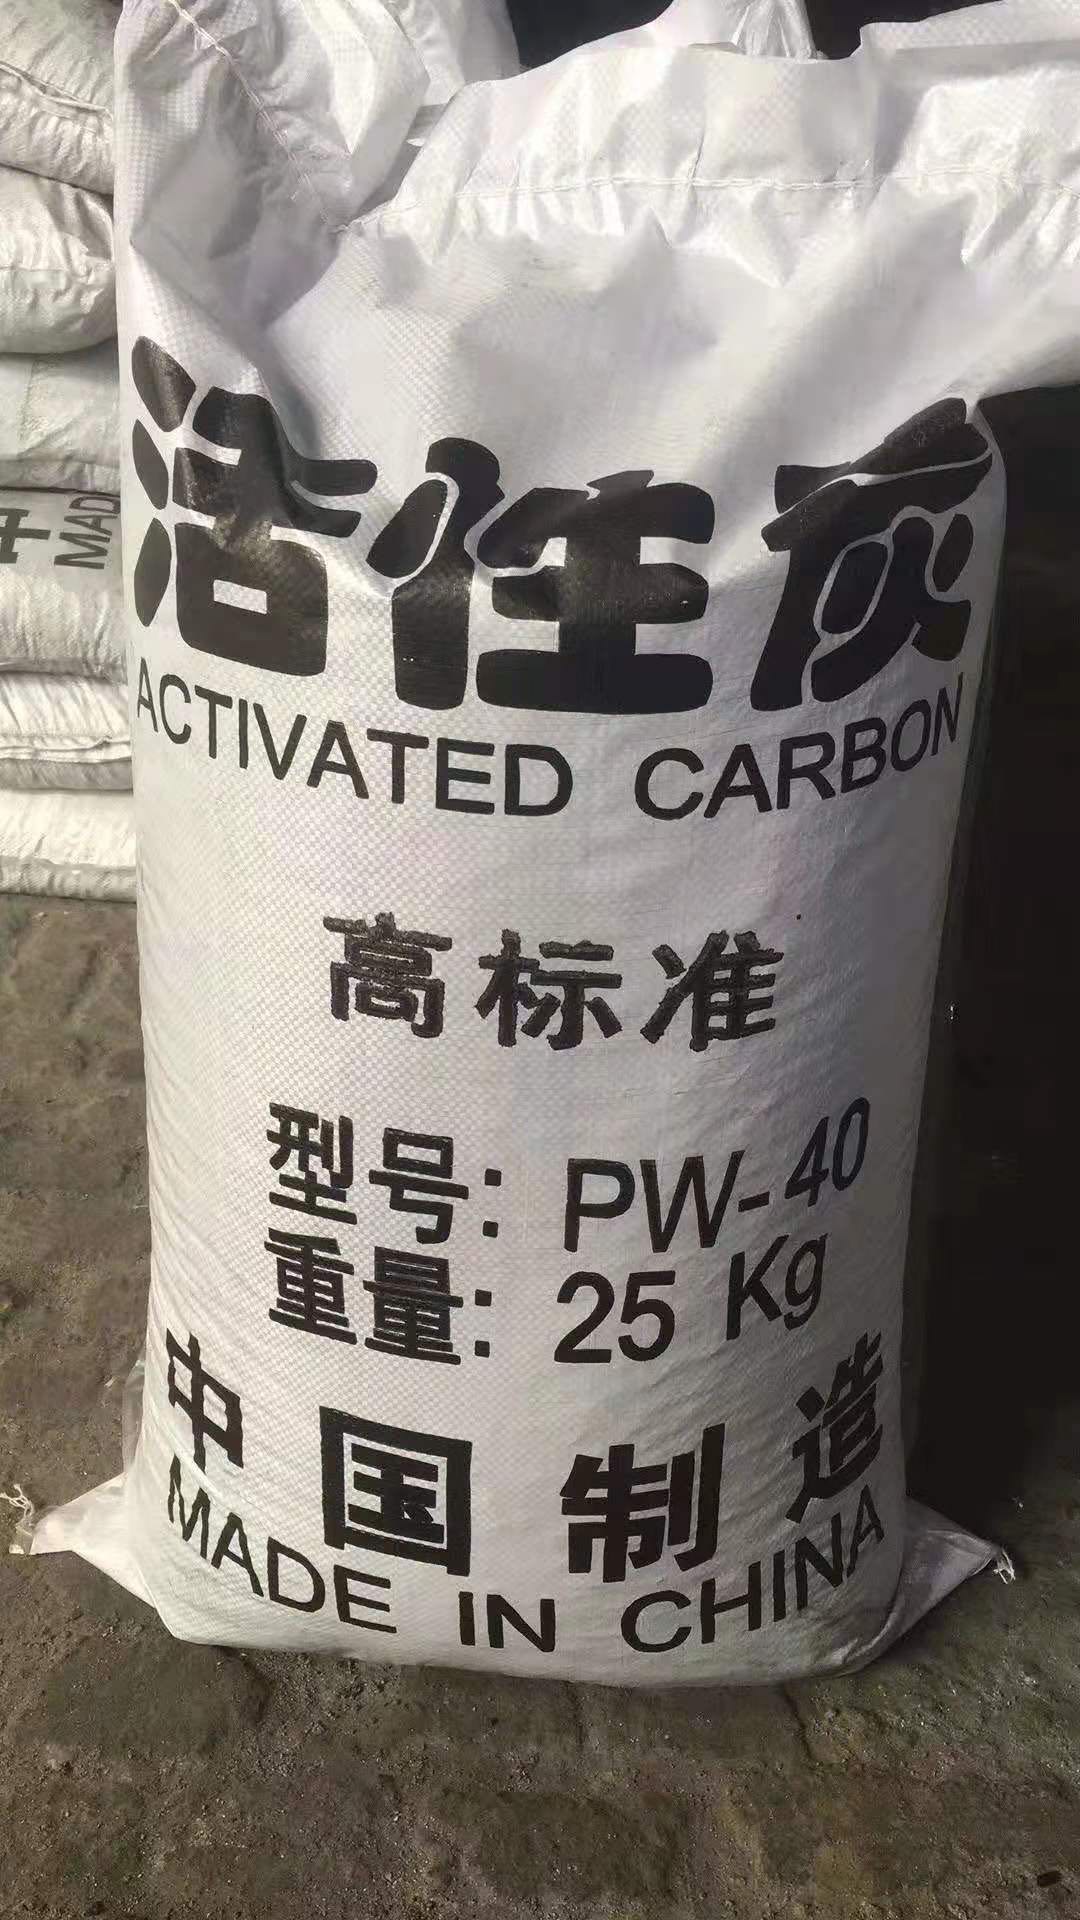 活性炭
ACTIVATED CARBON
高标准
型号: PW-40
重量: 25 Kg
中国制造
MADE IN CHINA
MAD